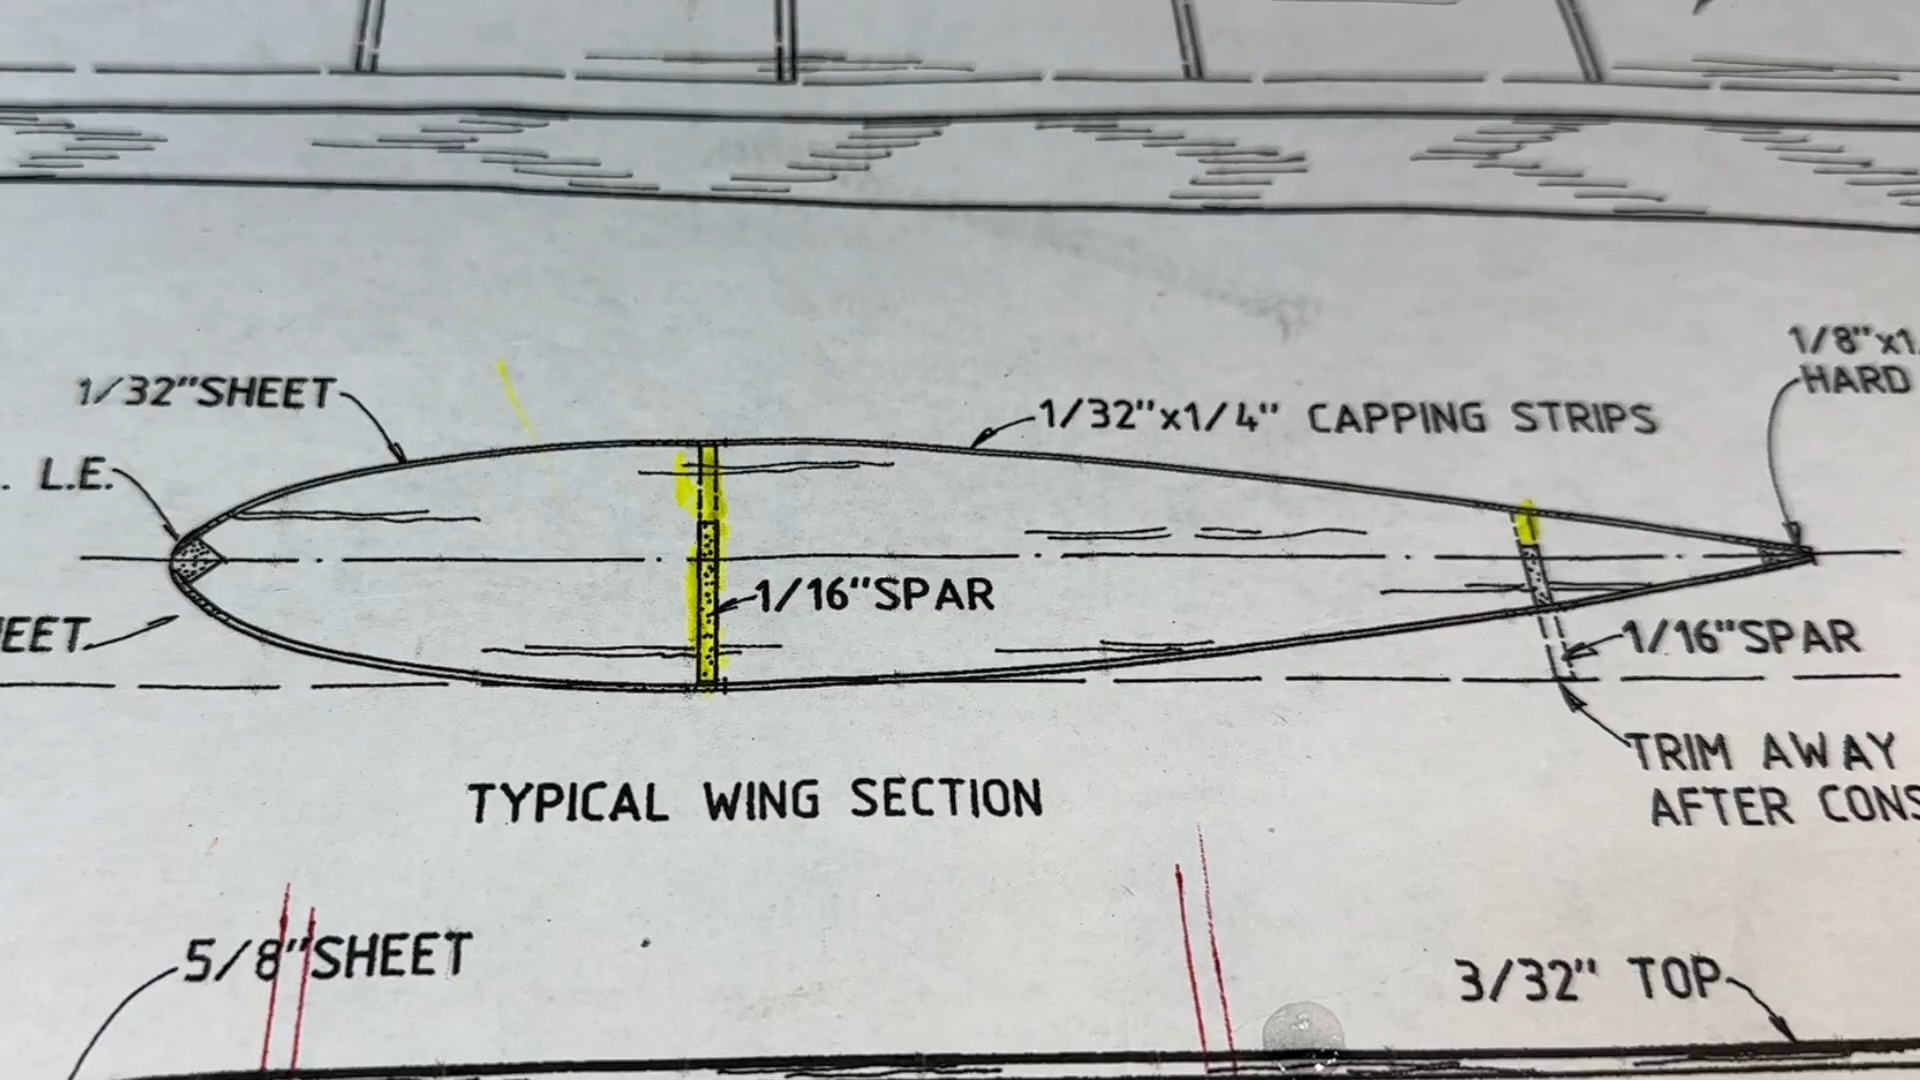 1/8"x1/
HARD
1/32"SHEET
1/32"x1/4" CAPPING STRIPS
. L.E.
1/16"SPAR
EET
1/16"SPAR
TRIM AWAY
AFTER CONS
TYPICAL WING SECTION
5/8"SHEET
3/32" TOP